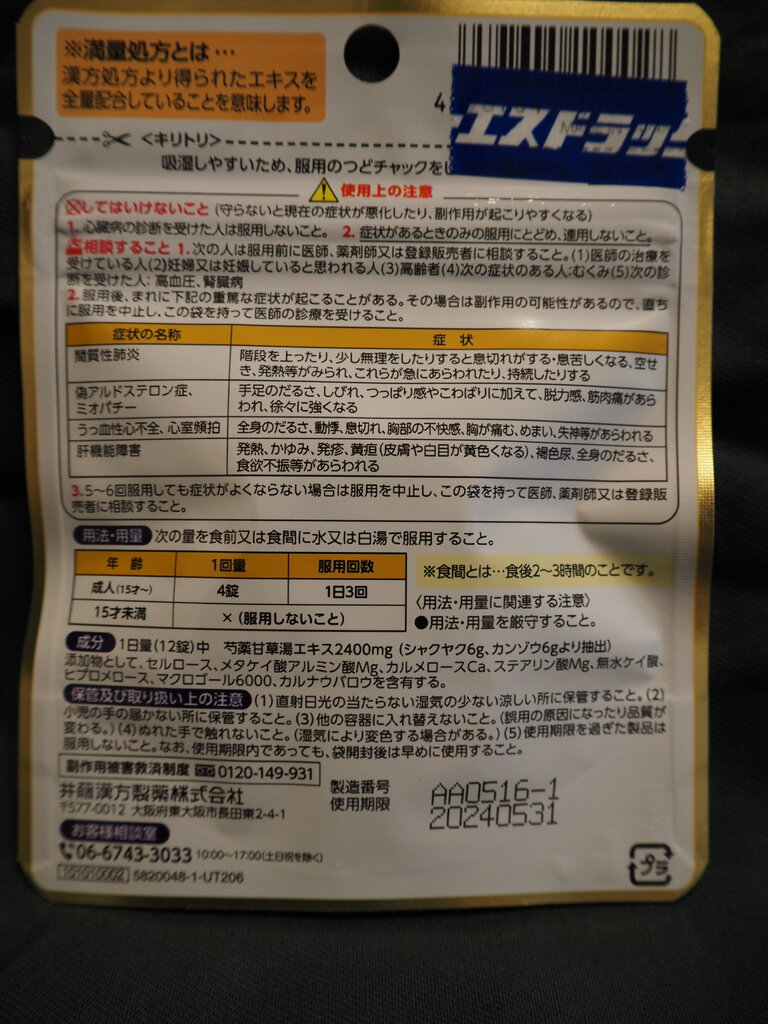 ※満量処方とは…
漢方処方より得られたエキスを
全量配合していることを意味します。
4
エスドラッグ
<キリトリ>
吸湿しやすいため、服用のつどチャックを
使用上の注意
してはいけないこと (守らないと現在の症状が悪化したり、副作用が起こりやすくなる)
1. 心臓病の診断を受けた人は服用しないこと。 2. 症状があるときのみの服用にとどめ、連用しないこと。
相談すること 1.次の人は服用前に医師、薬剤師又は登録販売者に相談すること。(1)医師の治療を
受けている人(2)妊婦又は妊娠していると思われる人(3)高齢者(4)次の症状のある人:むくみ(5)次の診
断を受けた人: 高血圧、腎臓病
2. 服用後、まれに下記の重篤な症状が起こることがある。その場合は副作用の可能性があるので、直ち
に服用を中止し、この袋を持って医師の診療を受けること。
症状の名称 症状
間質性肺炎 階段を上ったり、少し無理をしたりすると息切れがする・息苦しくなる、空せ
き、発熱等がみられ、これらが急にあらわれたり、持続したりする
偽アルドステロン症、 手足のだるさ、しびれ、つっぱり感やこわばりに加えて、脱力感、筋肉痛があら
ミオパチー われ、徐々に強くなる
うっ血性心不全、心室頻拍 全身のだるさ、動悸、息切れ、胸部の不快感、胸が痛む、めまい、失神等があらわれる
肝機能障害 発熱、かゆみ、発疹、黄疸(皮膚や白目が黄色くなる)、褐色尿、全身のだるさ、
食欲不振等があらわれる
3. 5~6回服用しても症状がよくならない場合は服用を中止し、この袋を持って医師、薬剤師又は登録販
売者に相談すること。
用法・用量 次の量を食前又は食間に水又は白湯で服用すること。
年齢 1回量 服用回数
成人(15才~) 4錠 1日3回
15才未満 ×(服用しないこと)
※食間とは…食後2~3時間のことです。
〈用法・用量に関連する注意〉
●用法・用量を厳守すること。
成分 1日量(12錠)中 芍薬甘草湯エキス2400mg (シャクヤク6g、カンゾウ6gより抽出)
添加物として、セルロース、メタケイ酸アルミン酸Mg、カルメロースCa、ステアリン酸Mg、無水ケイ酸、
ヒプロメロース、マクロゴール6000、カルナウバロウを含有する。
保管及び取り扱い上の注意 (1)直射日光の当たらない湿気の少ない涼しい所に保管すること。(2)
小児の手の届かない所に保管すること。(3)他の容器に入れ替えないこと。(誤用の原因になったり品質が
変わる。)(4)ぬれた手で触れないこと。(湿気により変色する場合がある。)(5)使用期限を過ぎた製品は
服用しないこと。なお、使用期限内であっても、袋開封後は早めに使用すること。
副作用被害救済制度 0120-149-931
井藤漢方製薬株式会社
〒577-0012 大阪府東大阪市長田東2-4-1
製造番号 AA0516-1
使用期限 20240531
お客様相談室
06-6743-3033 10:00~17:00(土日祝を除く)
101010002 5820048-1-UT206
プラ